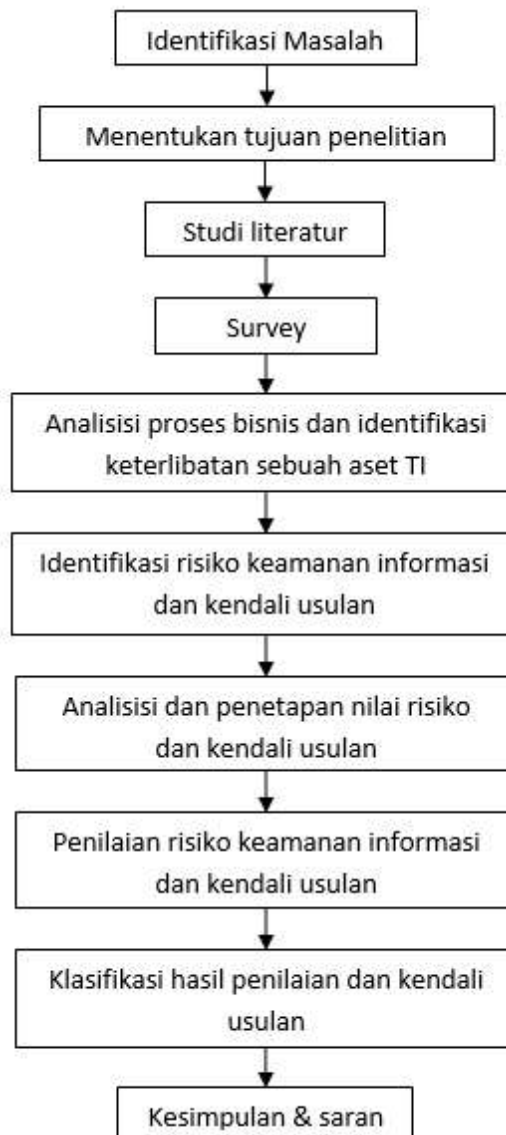 Identifikasi Masalah
Menentukan tujuan penelitian
Studi literatur
Survey
Analisisi proses bisnis dan identifikasi
keterlibatan sebuah aset TI
Identifikasi risiko keamanan informasi
dan kendali usulan
Analisisi dan penetapan nilai risiko
dan kendali usulan
Penilaian risiko keamanan informasi
dan kendali usulan
Klasifikasi hasil penilaian dan kendali
usulan
Kesimpulan & saran